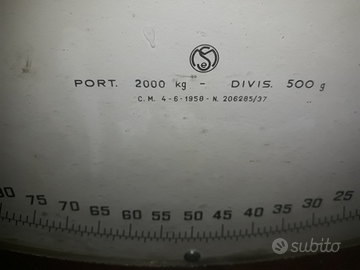 PORT. 2000 kg - DIVIS. 500 g
C. M. 4-6-1958 - N. 206285/37
80 75 70 65 60 55 50 45 40 35 30 25
subito.it